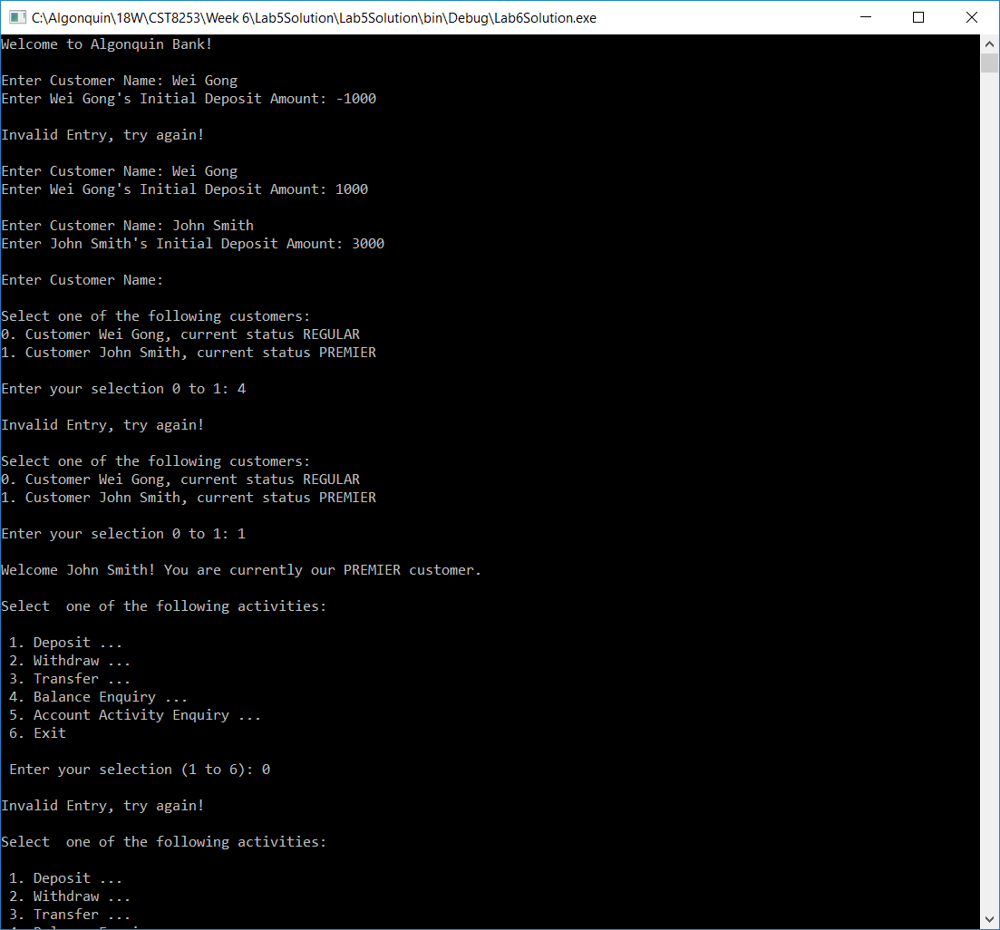 C:\Algonquin\18W\CST8253\Week 6\Lab5Solution\Lab5Solution\bin\Debug\Lab6Solution.exe
Welcome to Algonquin Bank!
Enter Customer Name: Wei Gong
Enter Wei Gong's Initial Deposit Amount: -1000
Invalid Entry, try again!
Enter Customer Name: Wei Gong
Enter Wei Gong's Initial Deposit Amount: 1000
Enter Customer Name: John Smith
Enter John Smith's Initial Deposit Amount: 3000
Enter Customer Name:
Select one of the following customers:
0. Customer Wei Gong, current status REGULAR
1. Customer John Smith, current status PREMIER
Enter your selection 0 to 1: 4
Invalid Entry, try again!
Select one of the following customers:
0. Customer Wei Gong, current status REGULAR
1. Customer John Smith, current status PREMIER
Enter your selection 0 to 1: 1
Welcome John Smith! You are currently our PREMIER customer.
Select  one of the following activities:
1. Deposit ...
2. Withdraw ...
3. Transfer ...
4. Balance Enquiry ...
5. Account Activity Enquiry ...
6. Exit
Enter your selection (1 to 6): 0
Invalid Entry, try again!
Select  one of the following activities:
1. Deposit ...
2. Withdraw ...
3. Transfer ...